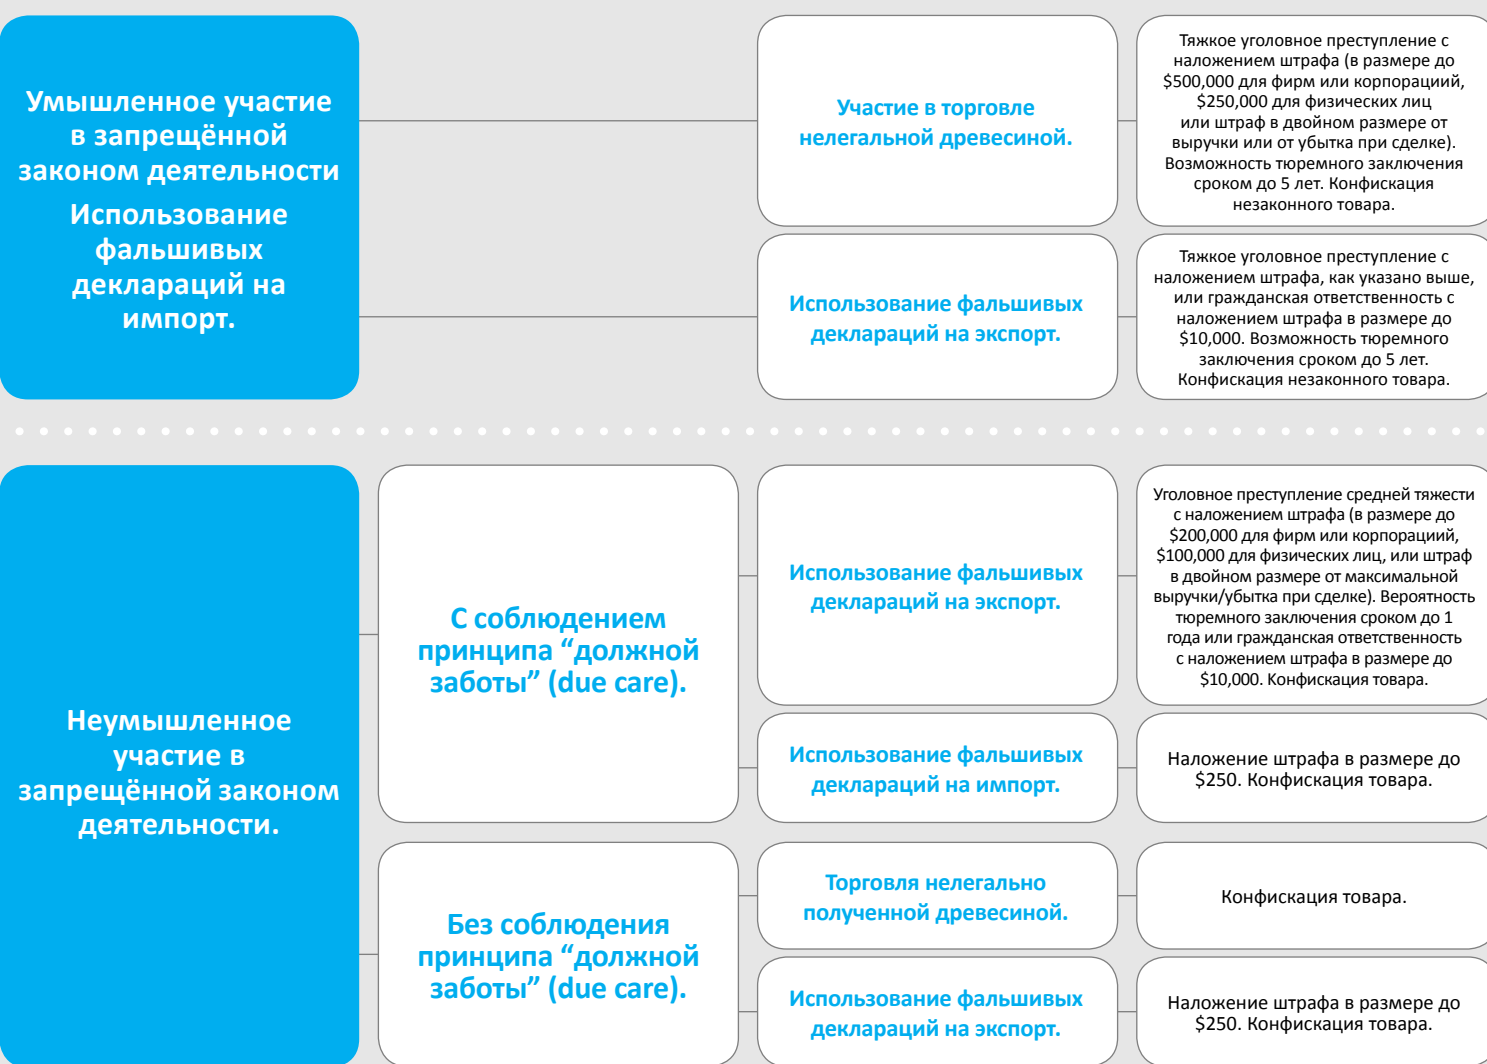 Умышленное участие
в запрещённой
законом деятельности
Использование
фальшивых
деклараций на
импорт.
Участие в торговле
нелегальной древесиной.
Тяжкое уголовное преступление с
наложением штрафа (в размере до
$500,000 для фирм или корпорациий,
$250,000 для физических лиц
или штраф в двойном размере от
выручки или от убытка при сделке).
Возможность тюремного заключения
сроком до 5 лет. Конфискация
незаконного товара.
Использование фальшивых
деклараций на экспорт.
Тяжкое уголовное преступление с
наложением штрафа, как указано выше,
или гражданская ответственность с
наложением штрафа в размере до
$10,000. Возможность тюремного
заключения сроком до 5 лет.
Конфискация незаконного товара.
Неумышленное
участие в
запрещённой законом
деятельности.
С соблюдением
принципа “должной
заботы” (due care).
Использование фальшивых
деклараций на экспорт.
Уголовное преступление средней тяжести
с наложением штрафа (в размере до
$200,000 для фирм или корпорациий,
$100,000 для физических лиц, или штраф
в двойном размере от максимальной
выручки/убытка при сделке). Вероятность
тюремного заключения сроком до 1
года или гражданская ответственность
с наложением штрафа в размере до
$10,000. Конфискация товара.
Использование фальшивых
деклараций на импорт.
Наложение штрафа в размере до
$250. Конфискация товара.
Без соблюдения
принципа “должной
заботы” (due care).
Торговля нелегально
полученной древесиной.
Конфискация товара.
Использование фальшивых
деклараций на экспорт.
Наложение штрафа в размере до
$250. Конфискация товара.